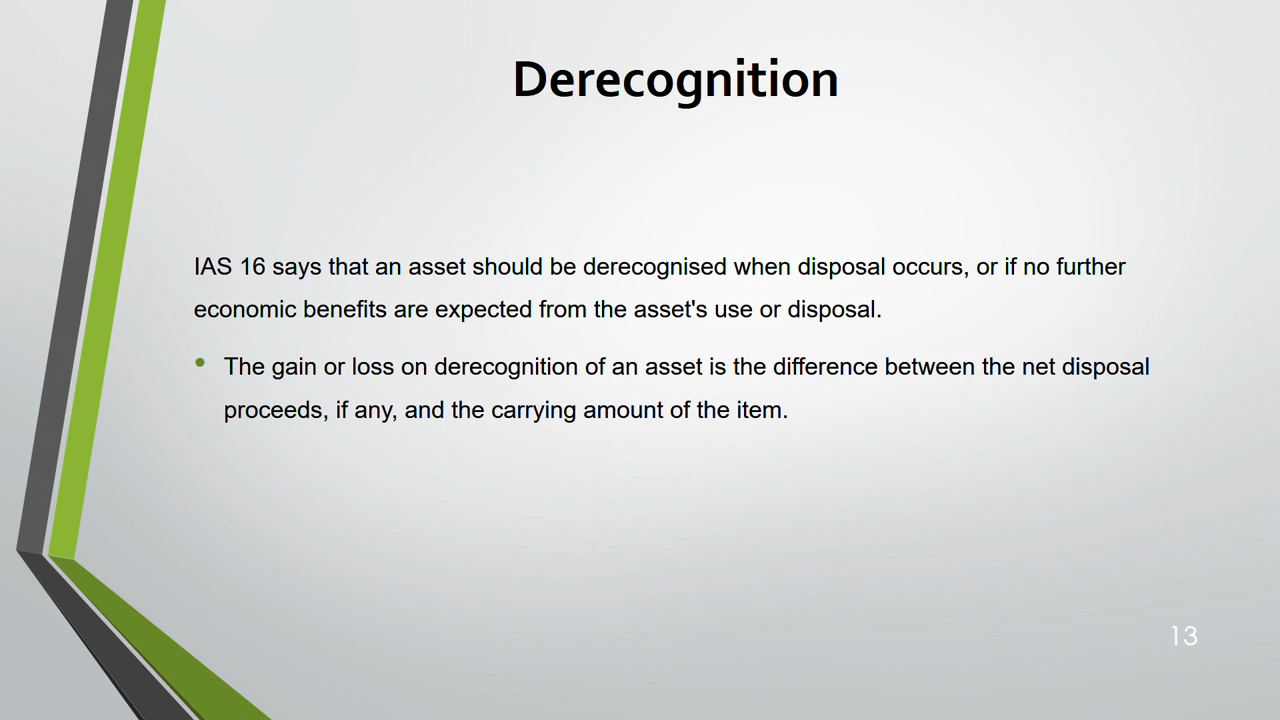 Derecognition
IAS 16 says that an asset should be derecognised when disposal occurs, or if no further
economic benefits are expected from the asset's use or disposal.
• The gain or loss on derecognition of an asset is the difference between the net disposal
proceeds, if any, and the carrying amount of the item.
13